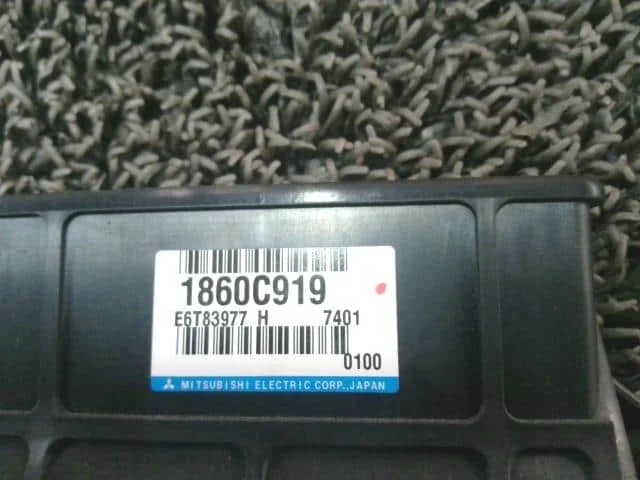 1860C919
E6T83977 H 7401
0100
MITSUBISHI ELECTRIC CORP., JAPAN